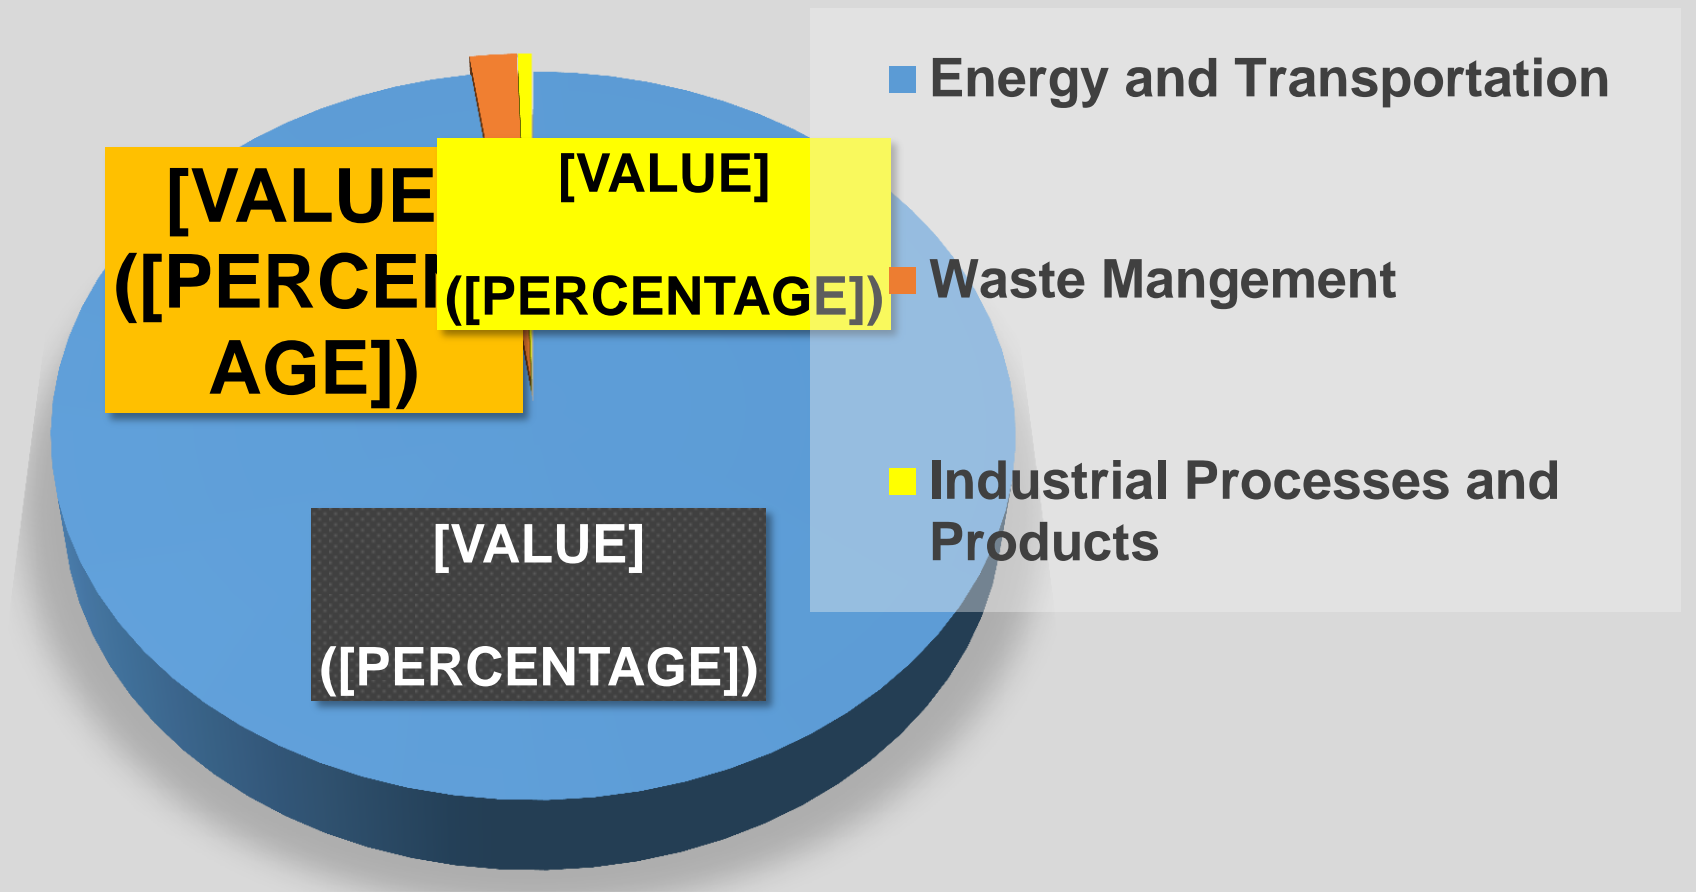 [VALUE
([PERCEN
AGE])
[VALUE]
([PERCENTAGE])
[VALUE]
([PERCENTAGE])
Energy and Transportation
Waste Mangement
Industrial Processes and
Products